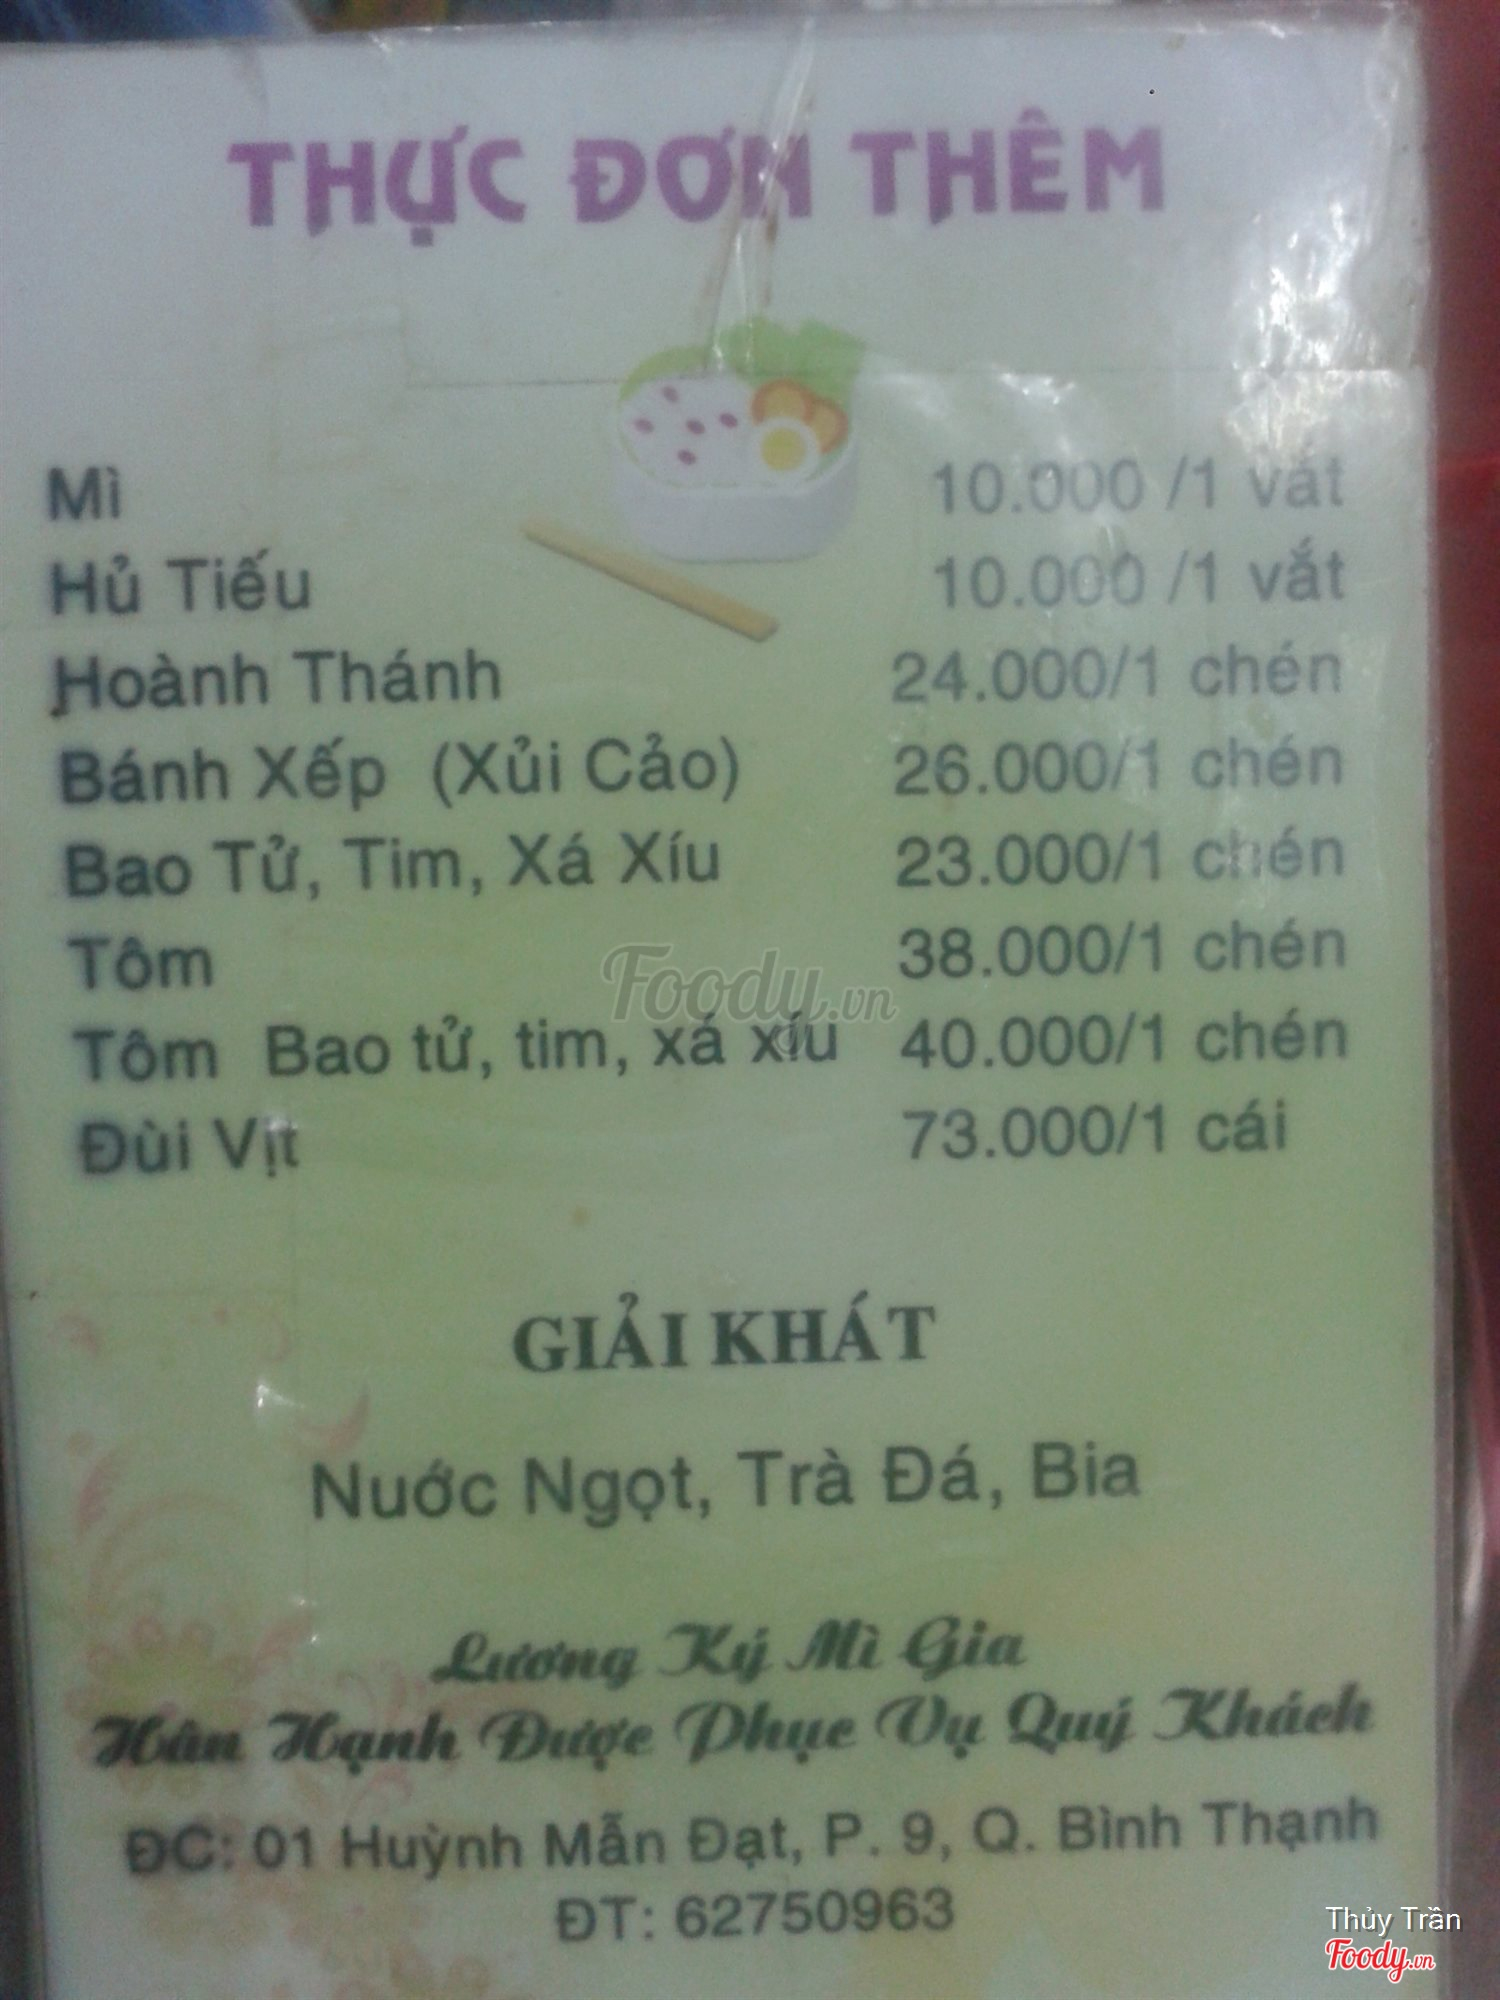 THỰC ĐƠN THÊM
Mì 10.000 /1 vắt
Hủ Tiếu 10.000 /1 vắt
Hoành Thánh 24.000/1 chén
Bánh Xếp (Xủi Cảo) 26.000/1 chén
Bao Tử, Tim, Xá Xíu 23.000/1 chén
Tôm 38.000/1 chén
Foody.vn
Tôm Bao tử, tim, xá xíu 40.000/1 chén
Đùi Vịt 73.000/1 cái
GIẢI KHÁT
Nước Ngọt, Trà Đá, Bia
Lương Ký Mì Gia
Hân Hạnh Được Phục Vụ Quý Khách
ĐC: 01 Huỳnh Mẫn Đạt, P. 9, Q. Bình Thạnh
ĐT: 62750963
Thủy Trần
Foody.vn